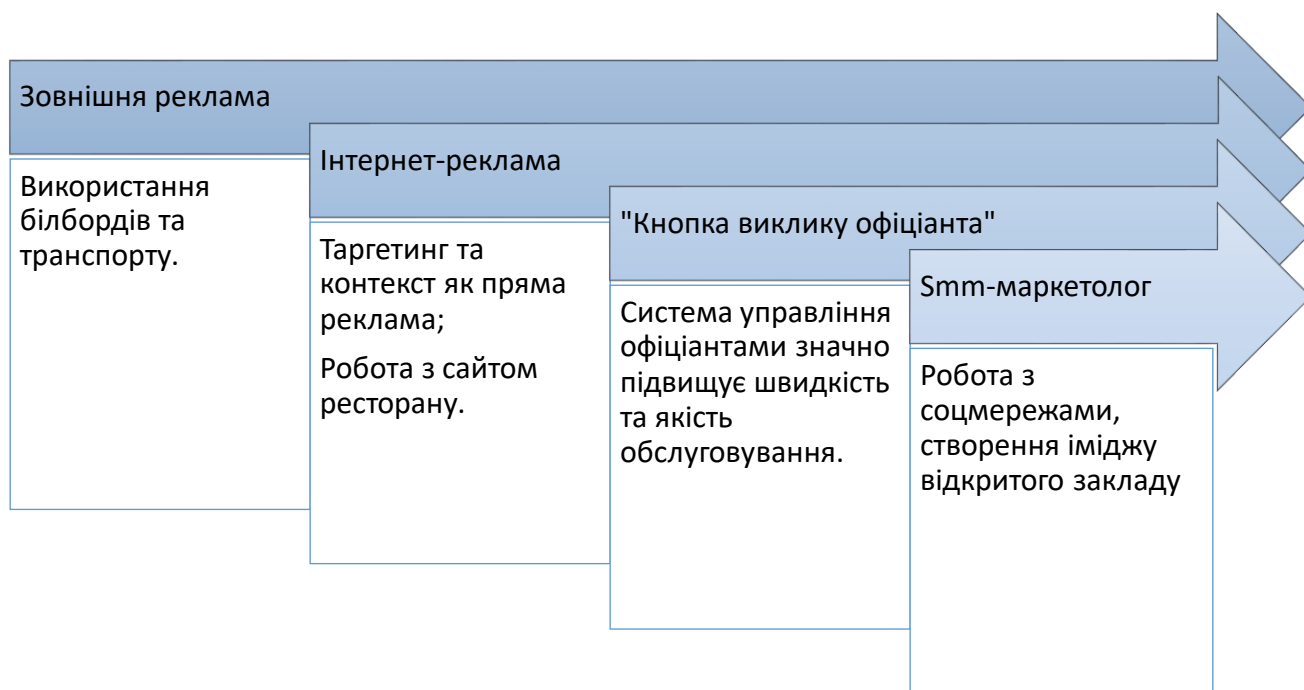 Зовнішня реклама
Використання
білбордів та
транспорту.
Інтернет-реклама
Таргетинг та
контекст як пряма
реклама;
Робота з сайтом
ресторану.
"Кнопка виклику офіціанта"
Система управління
офіціантами значно
підвищує швидкість
та якість
обслуговування.
Smm-маркетолог
Робота з
соцмережами,
створення іміджу
відкритого закладу